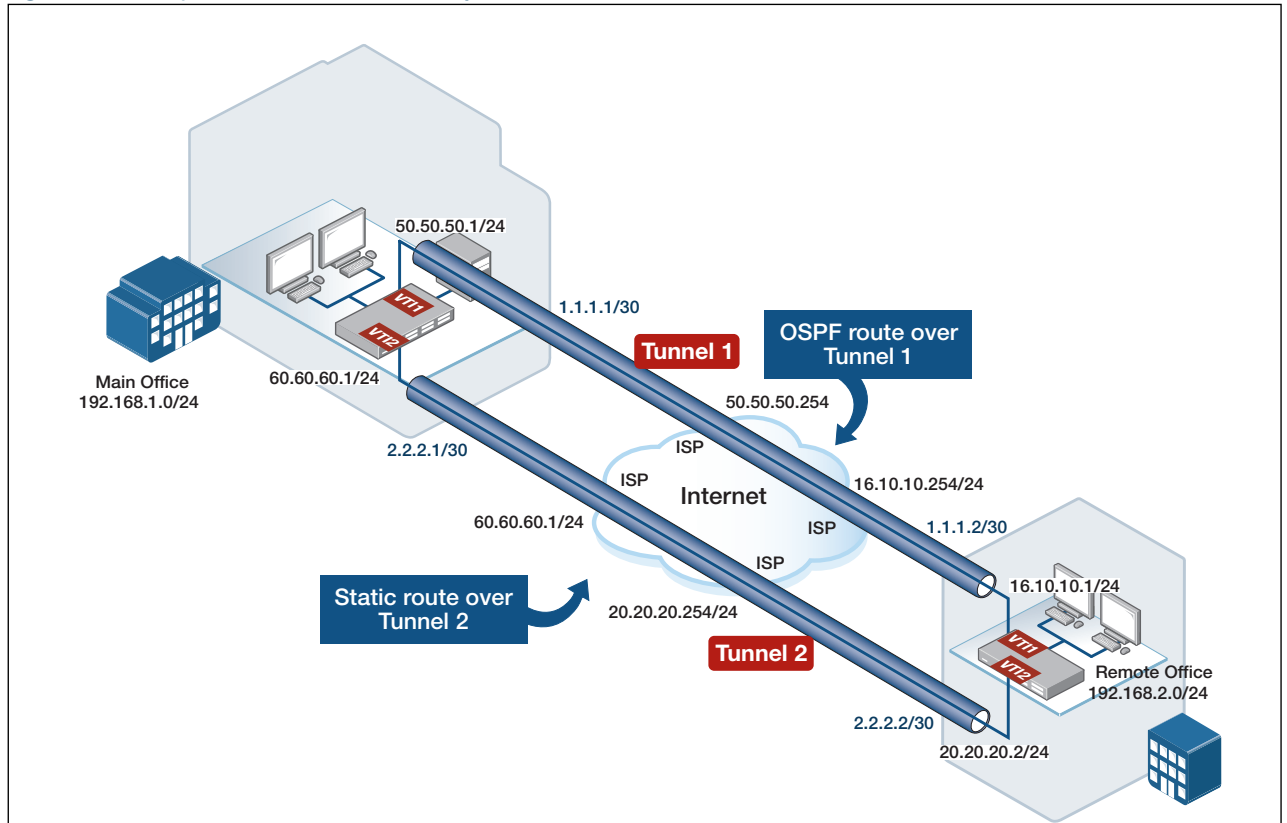 50.50.50.1/24
VTI1
VTI2
1.1.1.1/30
Tunnel 1
OSPF route over
Tunnel 1
Main Office
192.168.1.0/24
60.60.60.1/24
50.50.50.254
2.2.2.1/30
ISP
ISP
Internet
16.10.10.254/24
60.60.60.1/24
ISP
1.1.1.2/30
ISP
Static route over
Tunnel 2
20.20.20.254/24
16.10.10.1/24
Tunnel 2
VTI1
VTI2
Remote Office
192.168.2.0/24
2.2.2.2/30
20.20.20.2/24